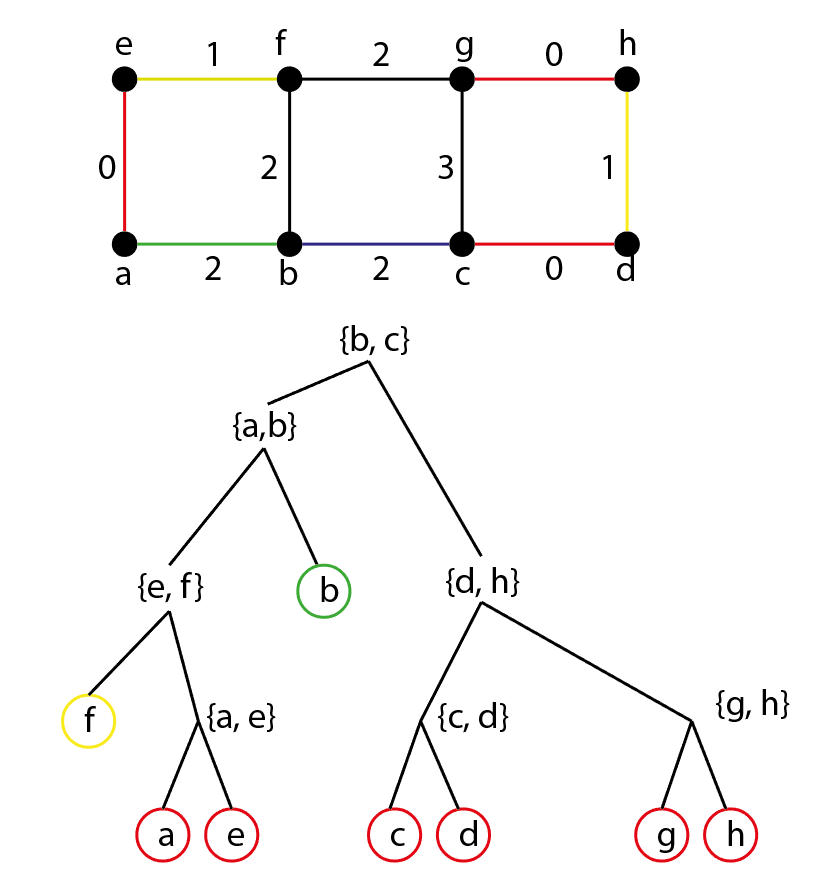 e 1 f 2 g 0 h
0 2 3 1
a 2 b 2 c 0 d
{b, c}
{a,b}
{e, f} b {d, h}
f {a, e} {c, d} {g, h}
a e c d g h